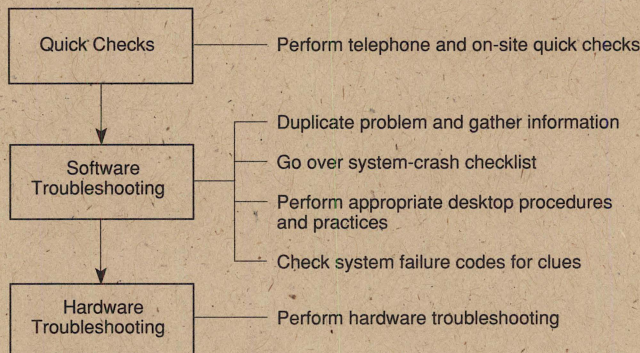 Quick Checks
Perform telephone and on-site quick checks
Software
Troubleshooting
Duplicate problem and gather information
Go over system-crash checklist
Perform appropriate desktop procedures
and practices
Check system failure codes for clues
Hardware
Troubleshooting
Perform hardware troubleshooting